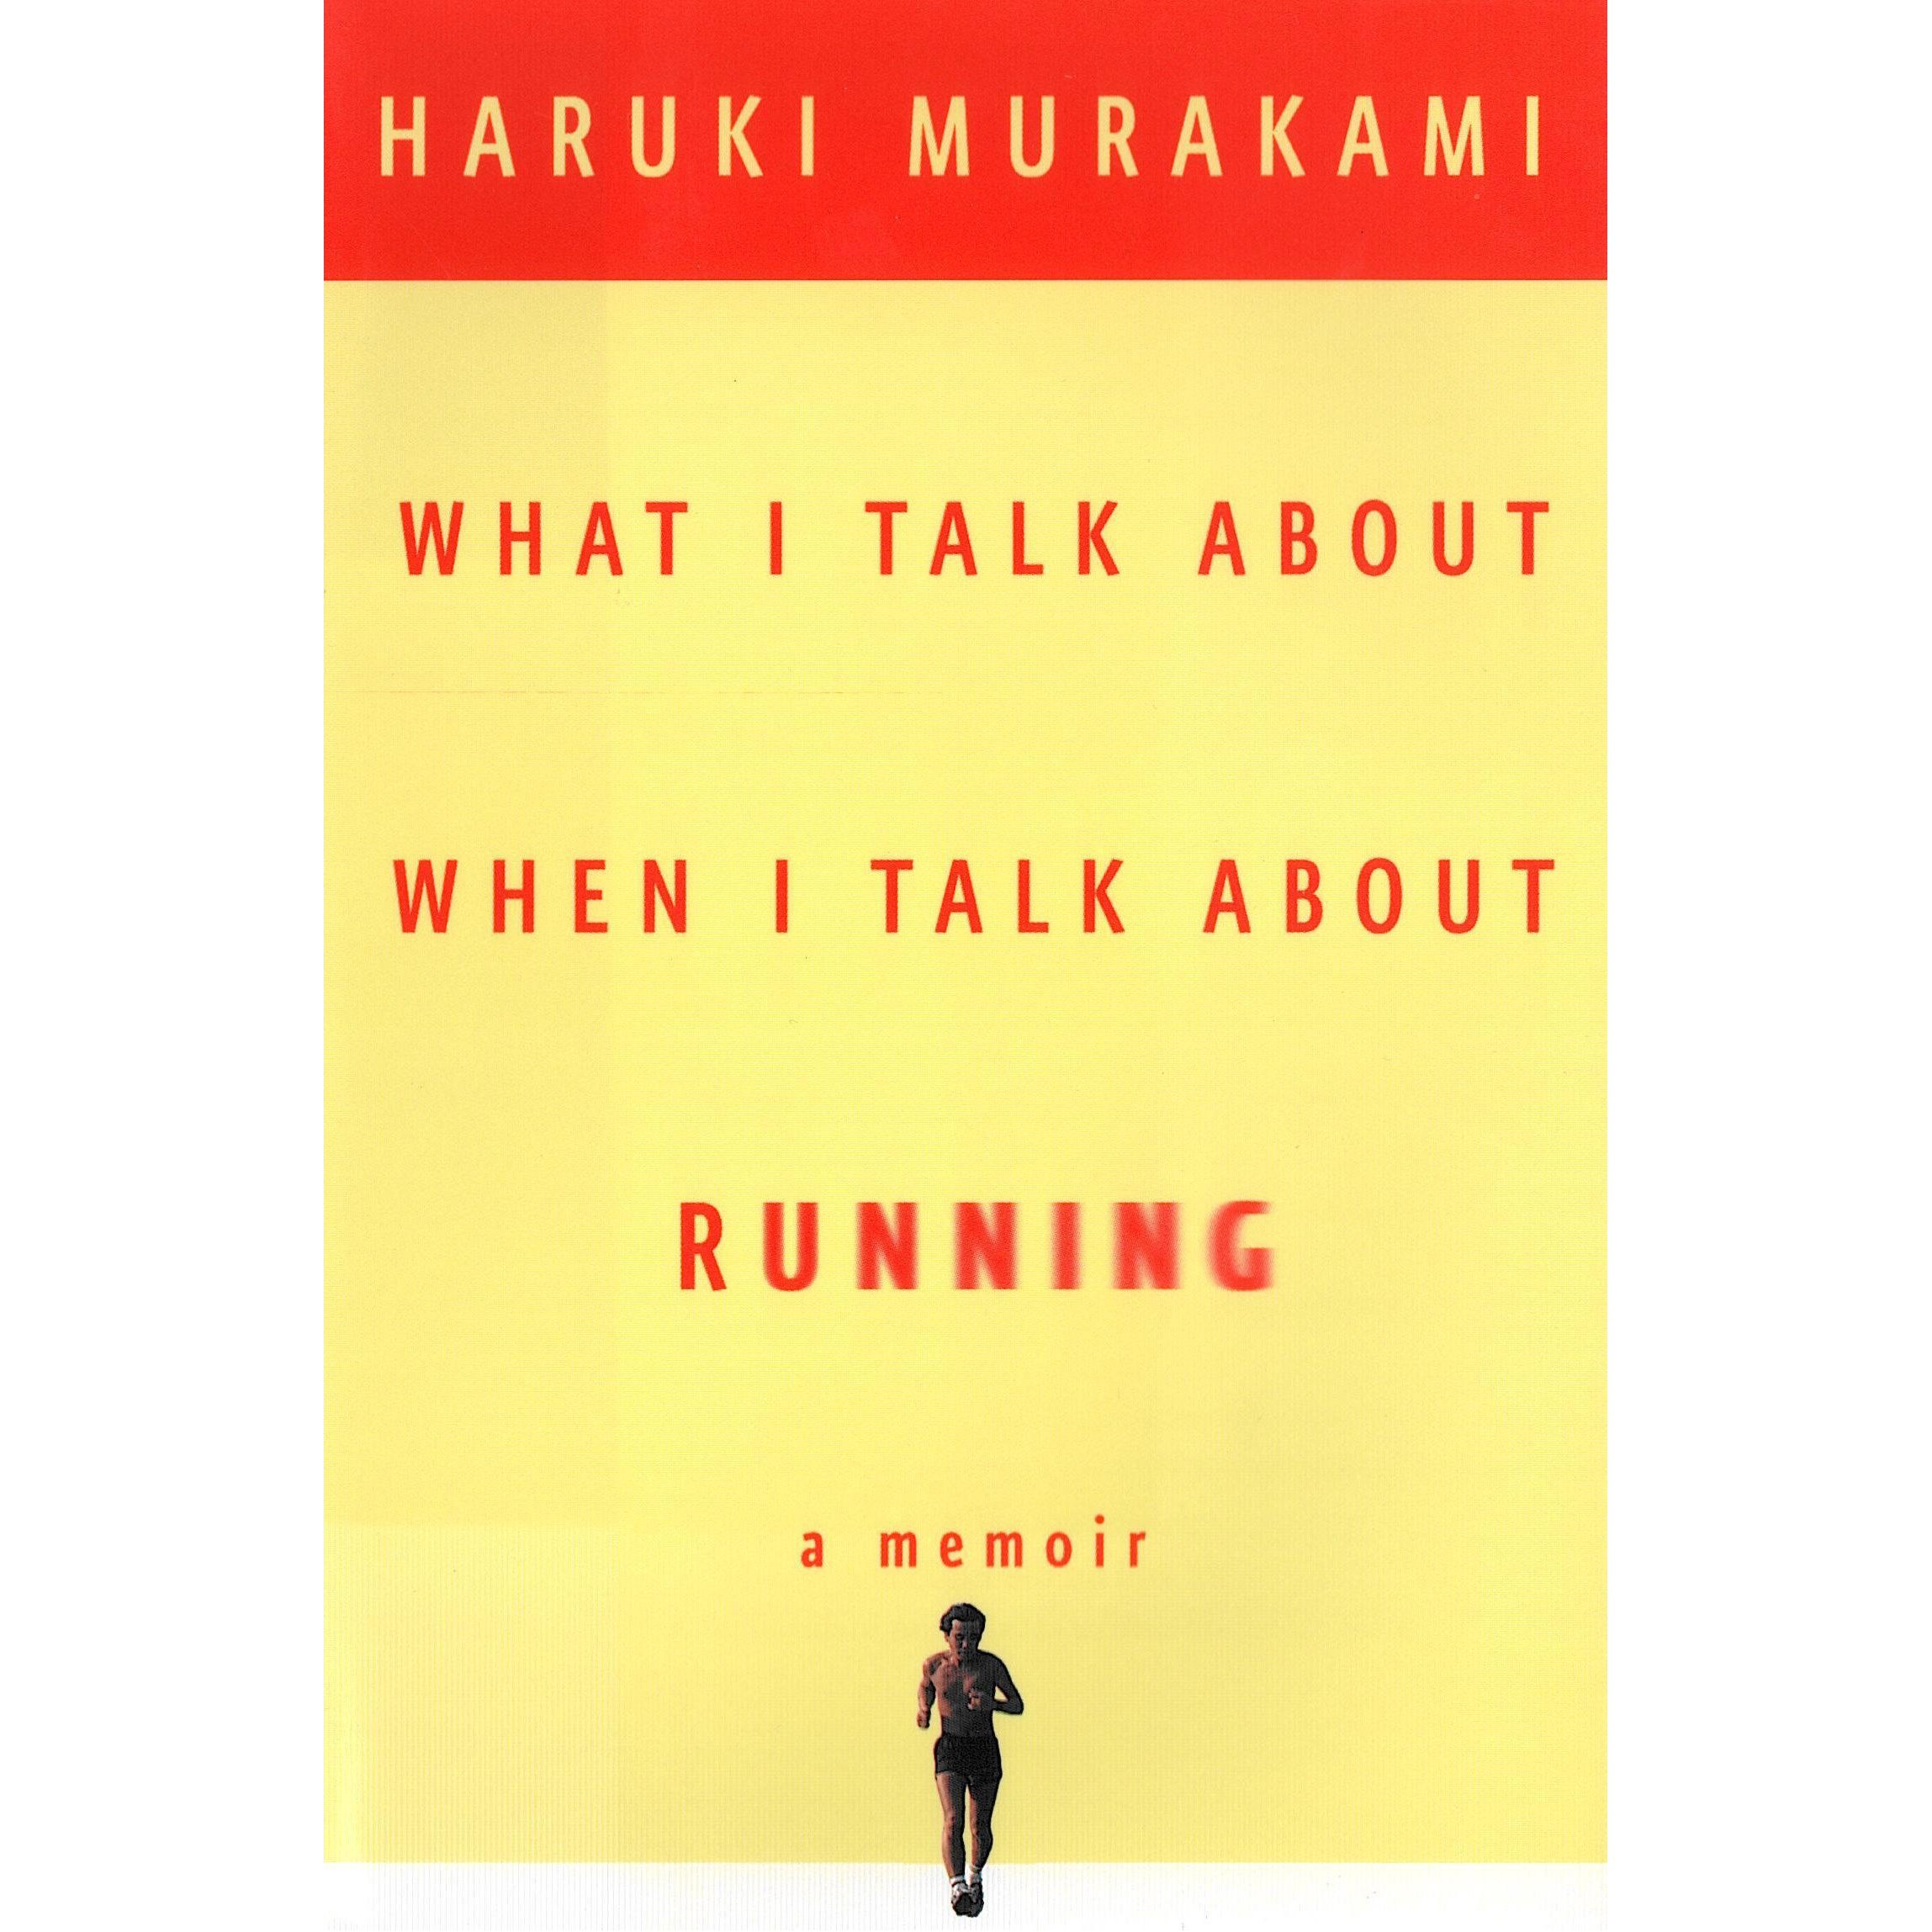 HARUKI MURAKAMI
WHAT I TALK ABOUT
WHEN I TALK ABOUT
RUNNING
a memoir